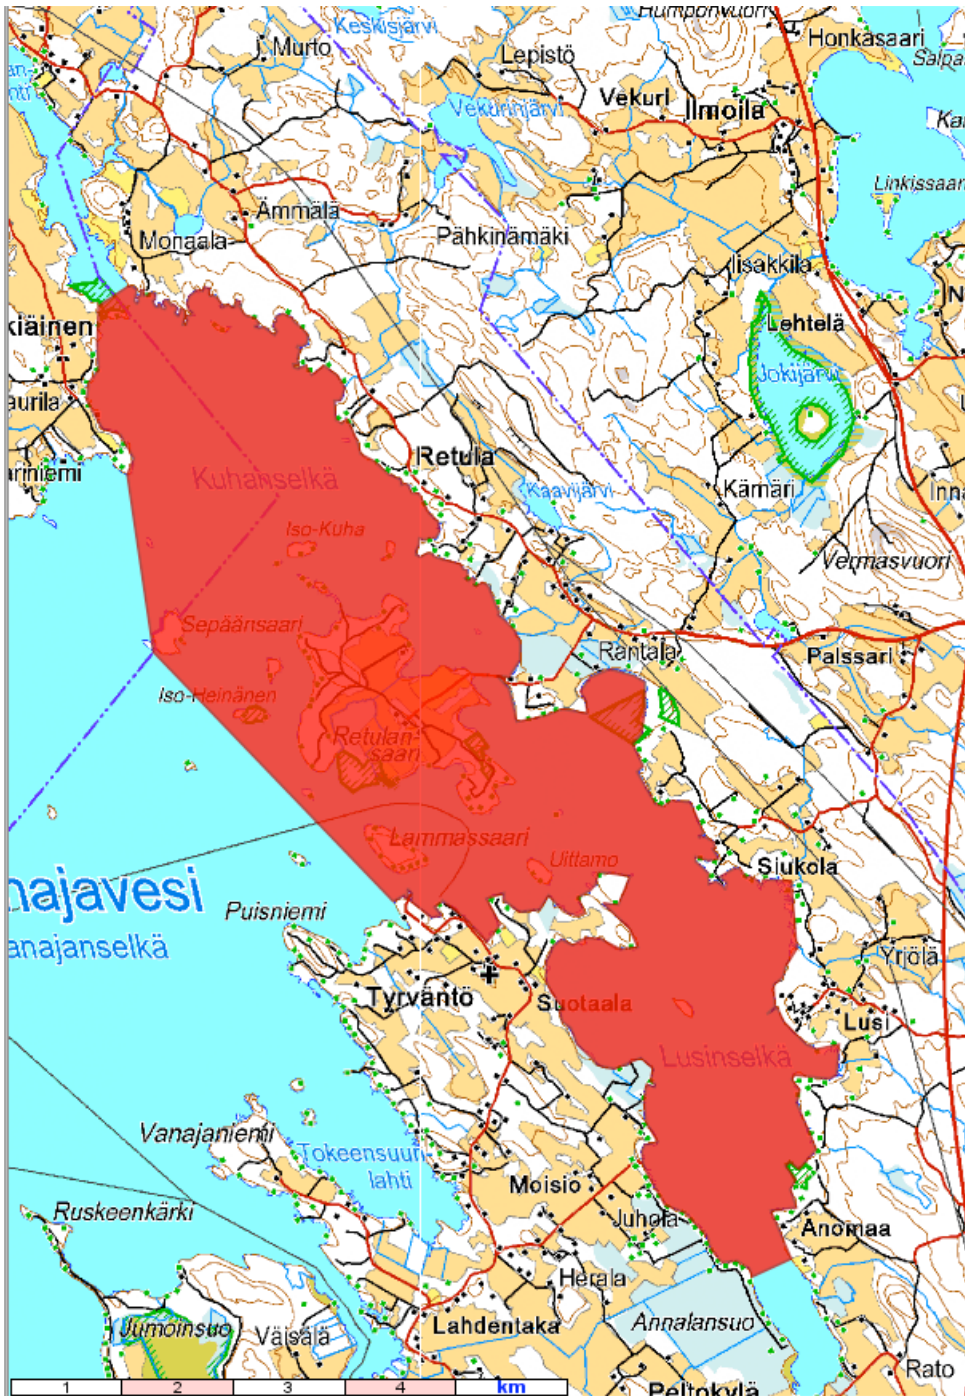 Humponvuori
Keskisjärvi
Honkasaari
Murto
Lepistö
Vekuri
Ilmoila
Vekurinjärvi
Linkissaari
Ämmälä
Monaala
Pähkinämäki
Iisakkila
kiäinen
Lehtelä
Jokijärvi
aurila
Retula
ariniemi
Kuhanselkä
Kaavijärvi
Kämäri
Inna
Iso-Kuha
Vermasvuori
Sepäänsaari
Rantala
Palssari
Iso-Heinänen
Retulan-
saari
Lammassaari
Uittamo
Siukola
najavesi
Puisniemi
anajanselkä
Yrjölä
Tyrväntö
Suotaala
Lusi
Lusinselkä
Vanajaniemi
Tokeensuun-
lahti
Moisio
Ruskeenkärki
Juhola
Anomaa
Herala
Jumoinsuo
Väisälä
Lahdentaka
Annalansuo
Rato
Peltokylä
1 2 3 4 km